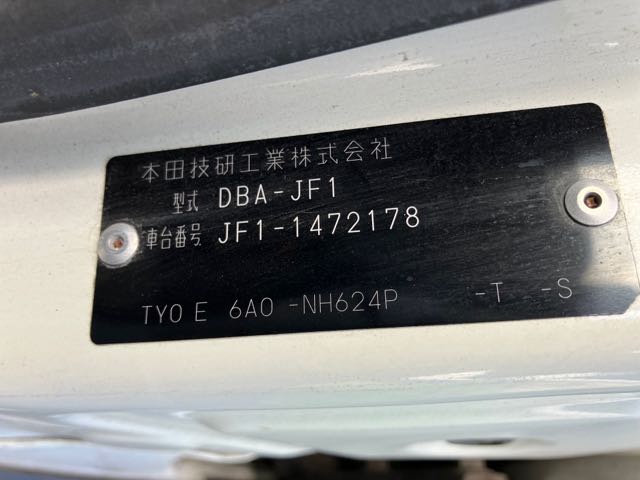 本田技研工業株式会社
型式 DBA-JF1
車台番号 JF1-1472178
TYO E 6A0 -NH624P -T -S